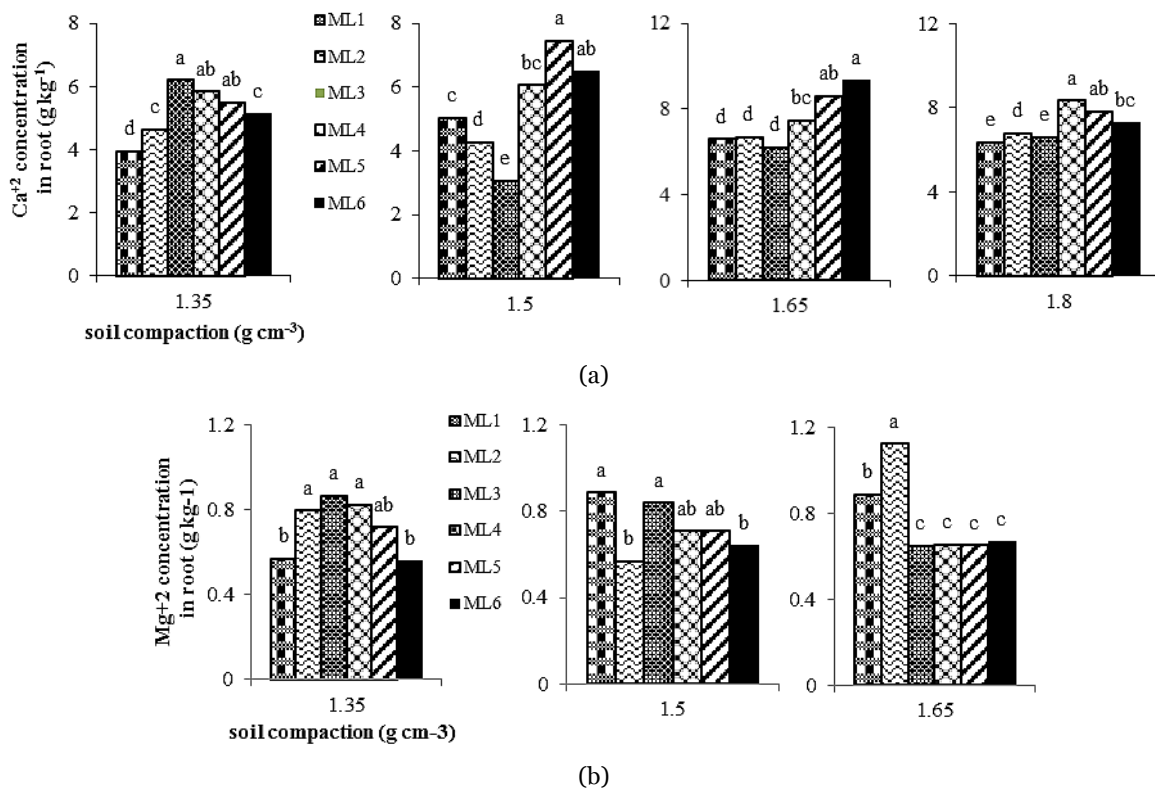 Ca⁺² concentration
in root (g kg⁻¹)
8
6
4
2
0
d c a ab ab c
1.35
soil compaction (g cm⁻³)
ML1
ML2
ML3
ML4
ML5
ML6
8
6
4
2
0
c d e bc a ab
1.5
12
8
4
0
d d d bc ab a
1.65
12
8
4
0
e d e a ab bc
1.8
(a)
Mg+2 concentration
in root (g kg-1)
1.2
0.8
0.4
0
b a a a ab b
1.35
soil compaction (g cm-3)
ML1
ML2
ML3
ML4
ML5
ML6
1.2
0.8
0.4
0
a b a ab ab b
1.5
1.2
0.8
0.4
0
b a c c c c
1.65
(b)